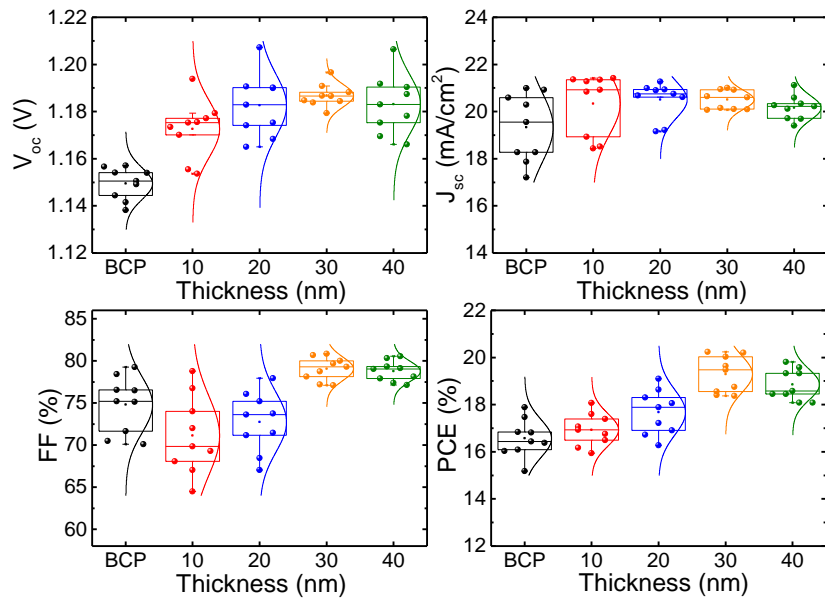 1.22
1.20
1.18
1.16
1.14
1.12
V_oc (V)
BCP 10 20 30 40
Thickness (nm)
24
22
20
18
16
14
J_sc (mA/cm²)
BCP 10 20 30 40
Thickness (nm)
85
80
75
70
65
60
FF (%)
BCP 10 20 30 40
Thickness (nm)
22
20
18
16
14
12
PCE (%)
BCP 10 20 30 40
Thickness (nm)